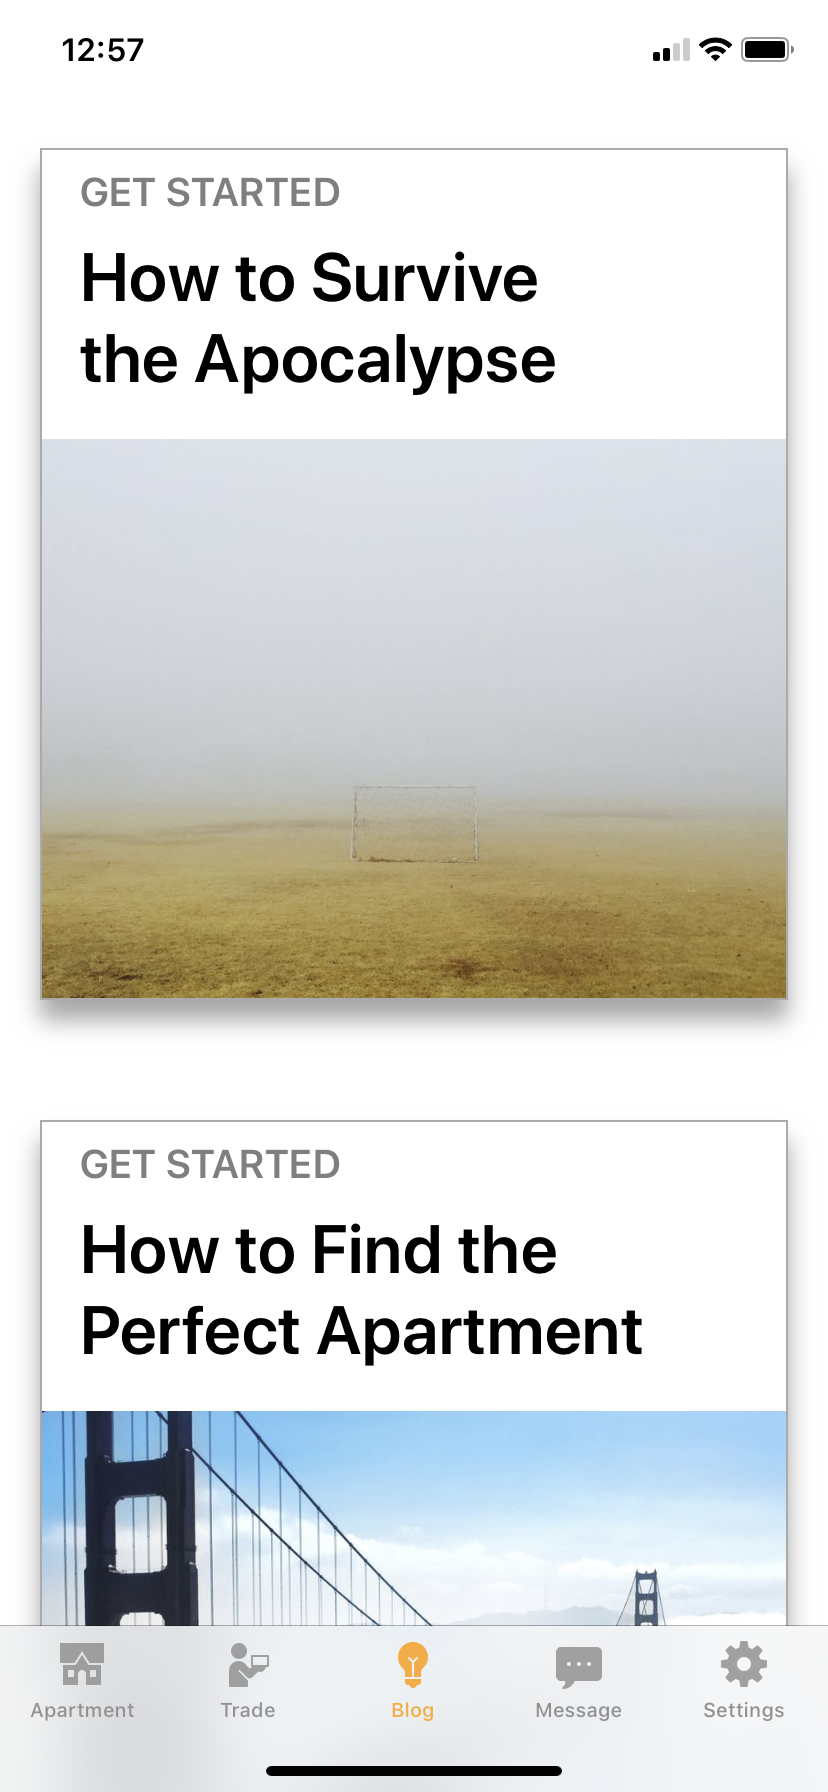 12:57
GET STARTED
How to Survive
the Apocalypse
GET STARTED
How to Find the
Perfect Apartment
Apartment
Trade
Blog
Message
Settings